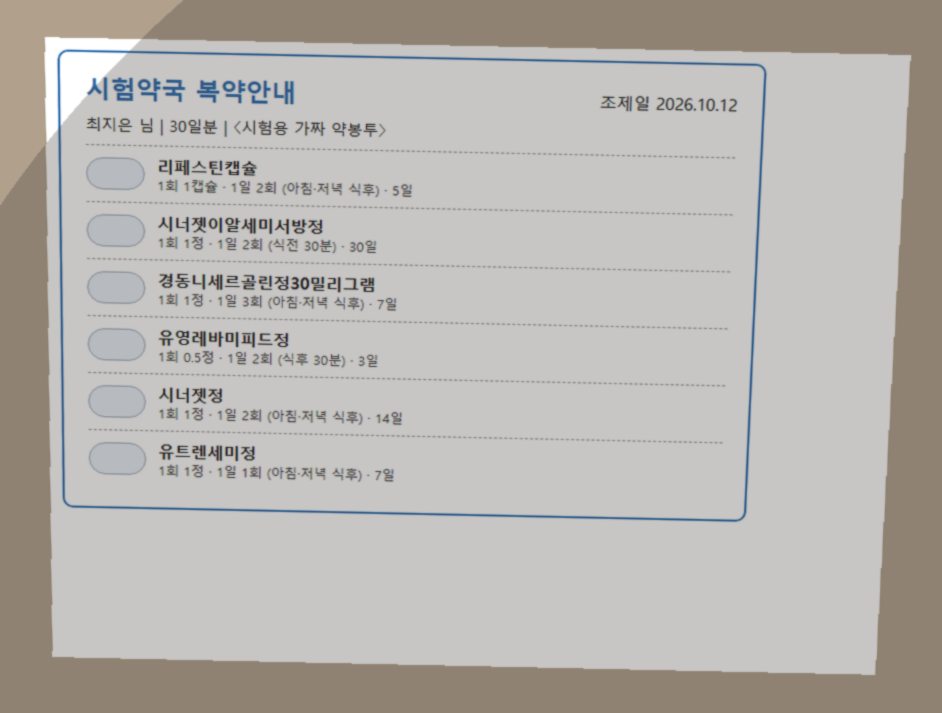 시험약국 복약안내
조제일 2026.10.12
최지은 님 | 30일분 | <시험용 가짜 약봉투>
리페스틴캡슐
1회 1캡슐 · 1일 2회 (아침·저녁 식후) · 5일
시너젯이알세미서방정
1회 1정 · 1일 2회 (식전 30분) · 30일
경동니세르골린정30밀리그램
1회 1정 · 1일 3회 (아침·저녁 식후) · 7일
유영레바미피드정
1회 0.5정 · 1일 2회 (식후 30분) · 3일
시너젯정
1회 1정 · 1일 2회 (아침·저녁 식후) · 14일
유트렌세미정
1회 1정 · 1일 1회 (아침·저녁 식후) · 7일